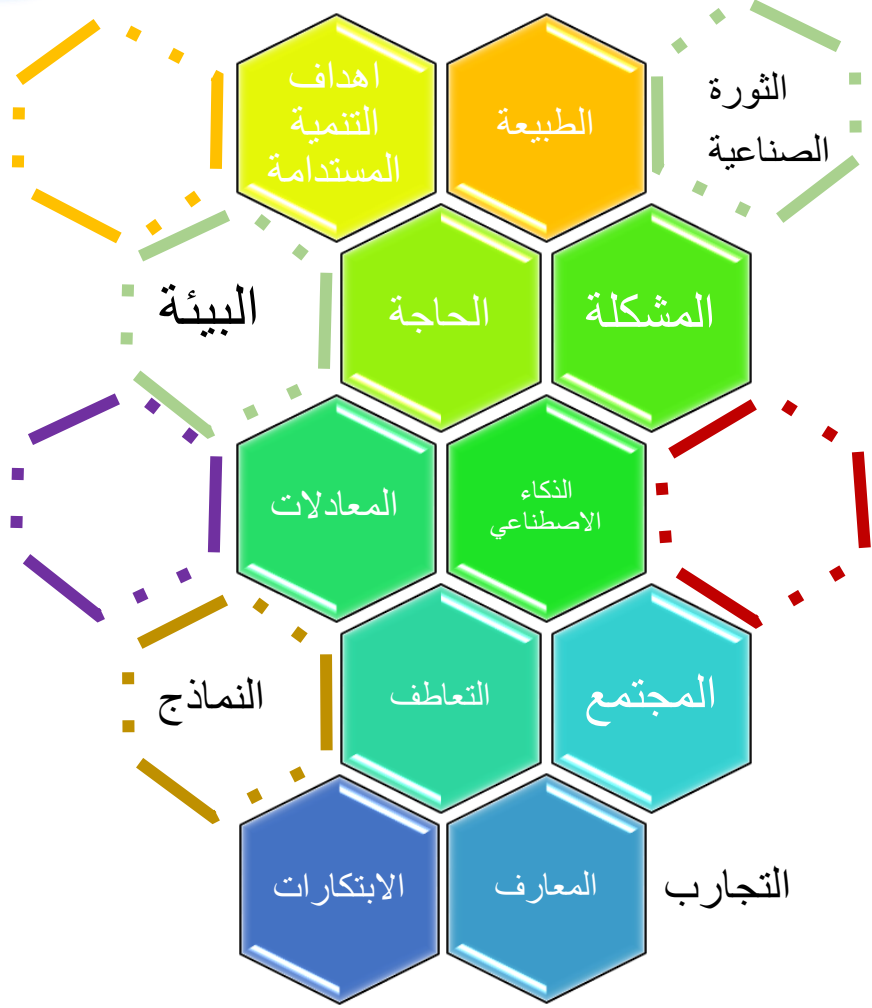 الثورة
الصناعية
الطبيعة
اهداف
التنمية
المستدامة
المشكلة
الحاجة
البيئة
الذكاء
الاصطناعي
المعادلات
المجتمع
التعاطف
النماذج
التجارب
المعارف
الابتكارات